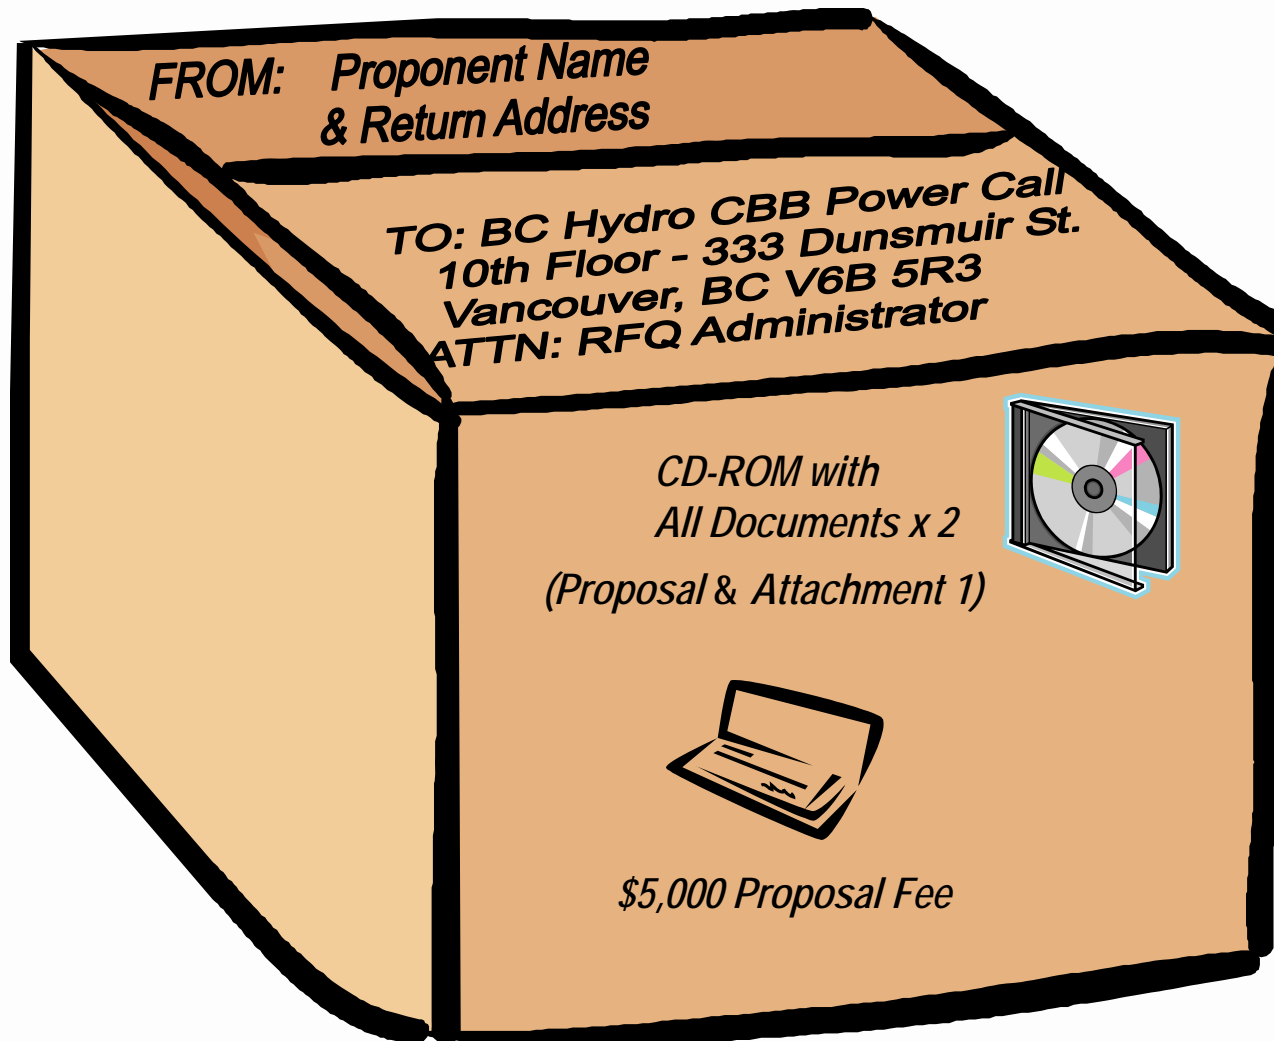 FROM: Proponent Name
& Return Address
TO: BC Hydro CBB Power Call
10th Floor - 333 Dunsmuir St.
Vancouver, BC V6B 5R3
ATTN: RFQ Administrator
CD-ROM with
All Documents x 2
(Proposal & Attachment 1)
$5,000 Proposal Fee